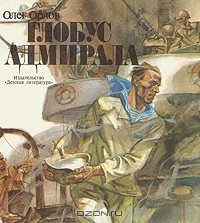 Олег Орлов
ГЛОБУС
АДМИРАЛА
Издательство
«Детская литература»
OZON.RU